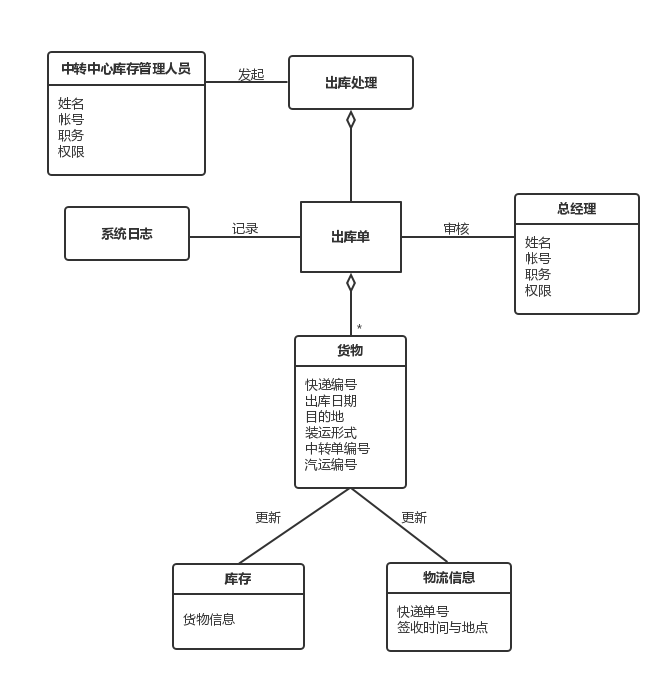 中转中心库存管理人员
姓名
帐号
职务
权限
发起
出库处理
系统日志
记录
出库单
审核
总经理
姓名
帐号
职务
权限
*
货物
快递编号
出库日期
目的地
装运形式
中转单编号
汽运编号
更新
更新
库存
货物信息
物流信息
快递单号
签收时间与地点